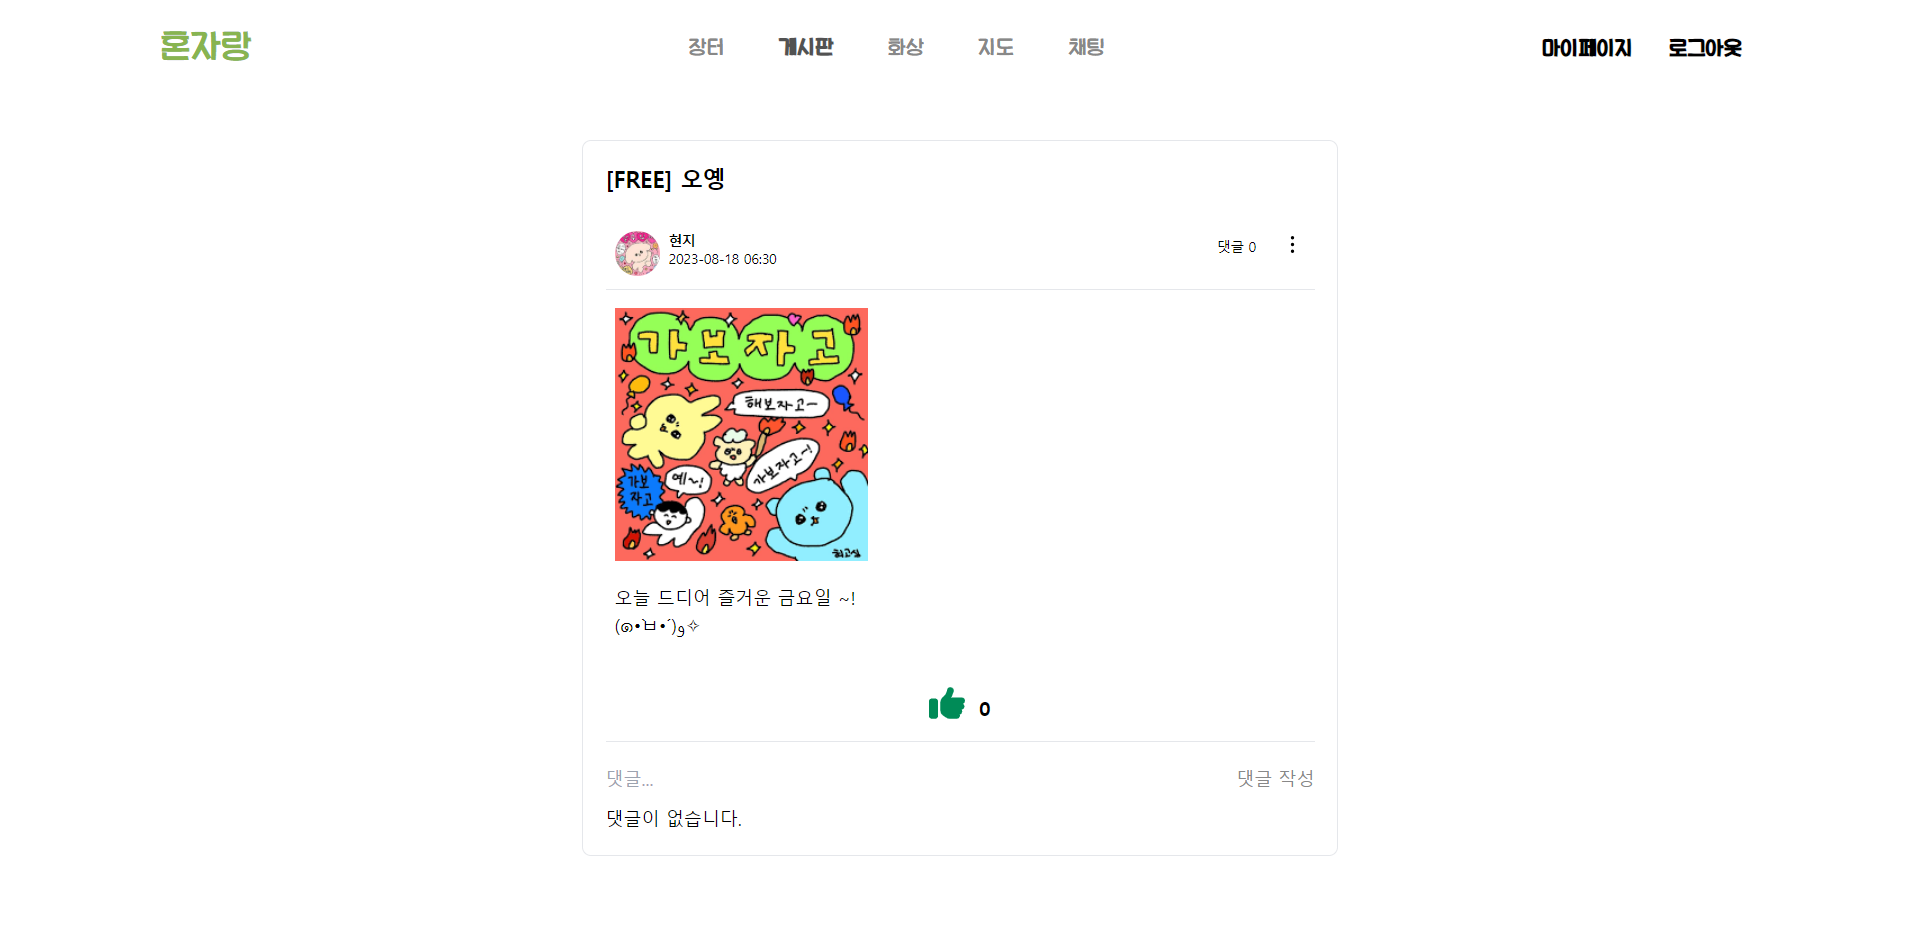 혼자랑
장터 게시판 화상 지도 채팅
마이페이지 로그아웃
[FREE] 오옝
현지
2023-08-18 06:30
댓글 0
가보자고
해보자고~
가보자고~!
예~!
가보
자고
최고심
오늘 드디어 즐거운 금요일 ~!
(๑•̀ㅂ•́)و✧
0
댓글...
댓글 작성
댓글이 없습니다.